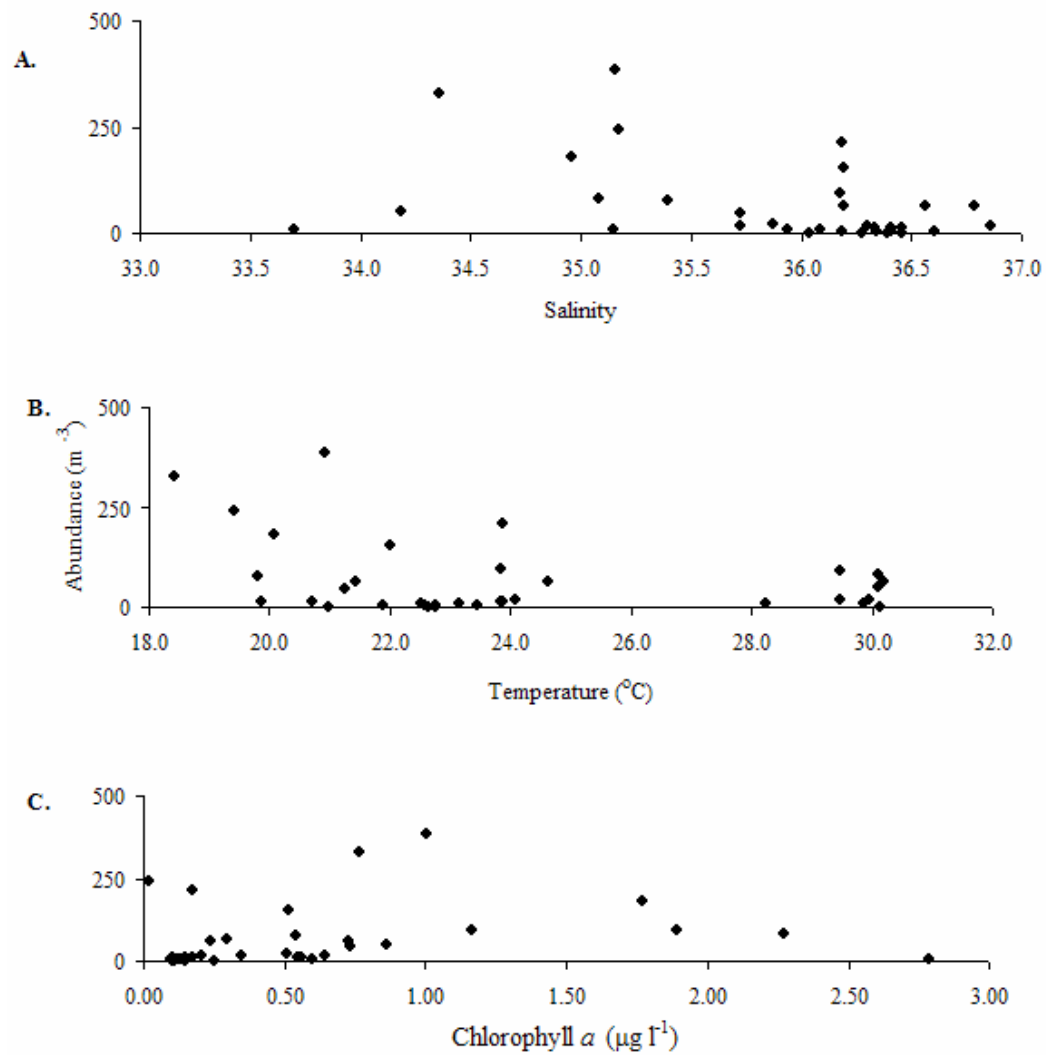 A.
500
250
0
33.0 33.5 34.0 34.5 35.0 35.5 36.0 36.5 37.0
Salinity
B.
Abundance (m -3)
500
250
0
18.0 20.0 22.0 24.0 26.0 28.0 30.0 32.0
Temperature (°C)
C.
500
250
0
0.00 0.50 1.00 1.50 2.00 2.50 3.00
Chlorophyll a (µg l-1)